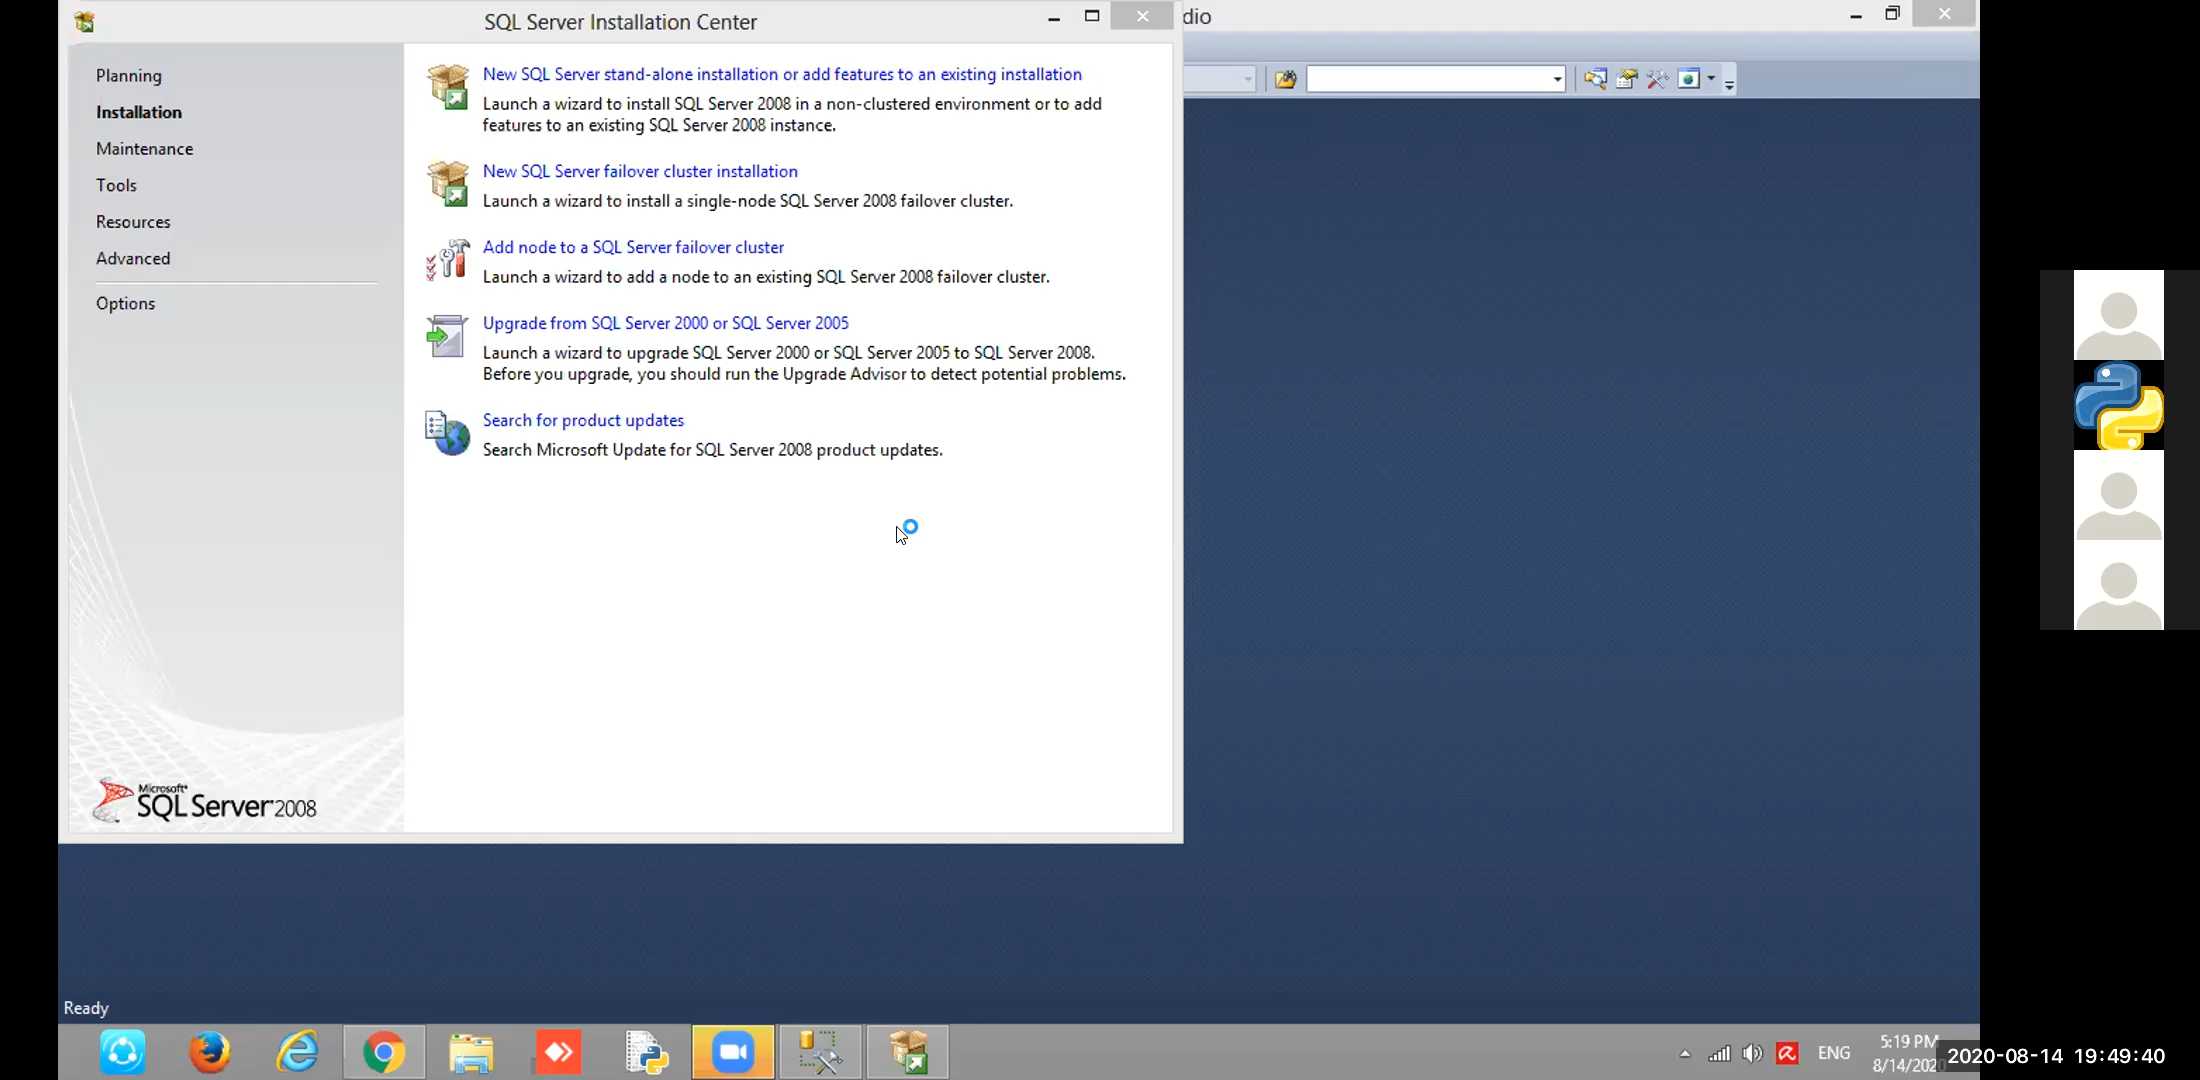 SQL Server Installation Center
dio
Planning
Installation
Maintenance
Tools
Resources
Advanced
Options
New SQL Server stand-alone installation or add features to an existing installation
Launch a wizard to install SQL Server 2008 in a non-clustered environment or to add
features to an existing SQL Server 2008 instance.
New SQL Server failover cluster installation
Launch a wizard to install a single-node SQL Server 2008 failover cluster.
Add node to a SQL Server failover cluster
Launch a wizard to add a node to an existing SQL Server 2008 failover cluster.
Upgrade from SQL Server 2000 or SQL Server 2005
Launch a wizard to upgrade SQL Server 2000 or SQL Server 2005 to SQL Server 2008.
Before you upgrade, you should run the Upgrade Advisor to detect potential problems.
Search for product updates
Search Microsoft Update for SQL Server 2008 product updates.
Microsoft®
SQL Server 2008
Ready
ENG
5:19 PM
8/14/2020
2020-08-14 19:49:40